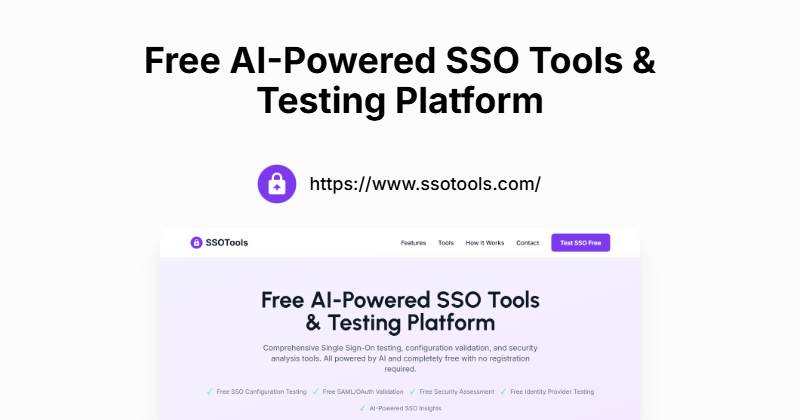 Free AI-Powered SSO Tools &
Testing Platform
https://www.ssotools.com/
SSOTools
Features Tools How it Works Contact Test SSO Free
Free AI-Powered SSO Tools
& Testing Platform
Comprehensive Single Sign-On testing, configuration validation, and security
analysis tools. All powered by AI and completely free with no registration
required.
✓ Free SSO Configuration Testing ✓ Free SAML/OAuth Validation ✓ Free Security Assessment ✓ Free Identity Provider Testing
✓ AI-Powered SSO Insights